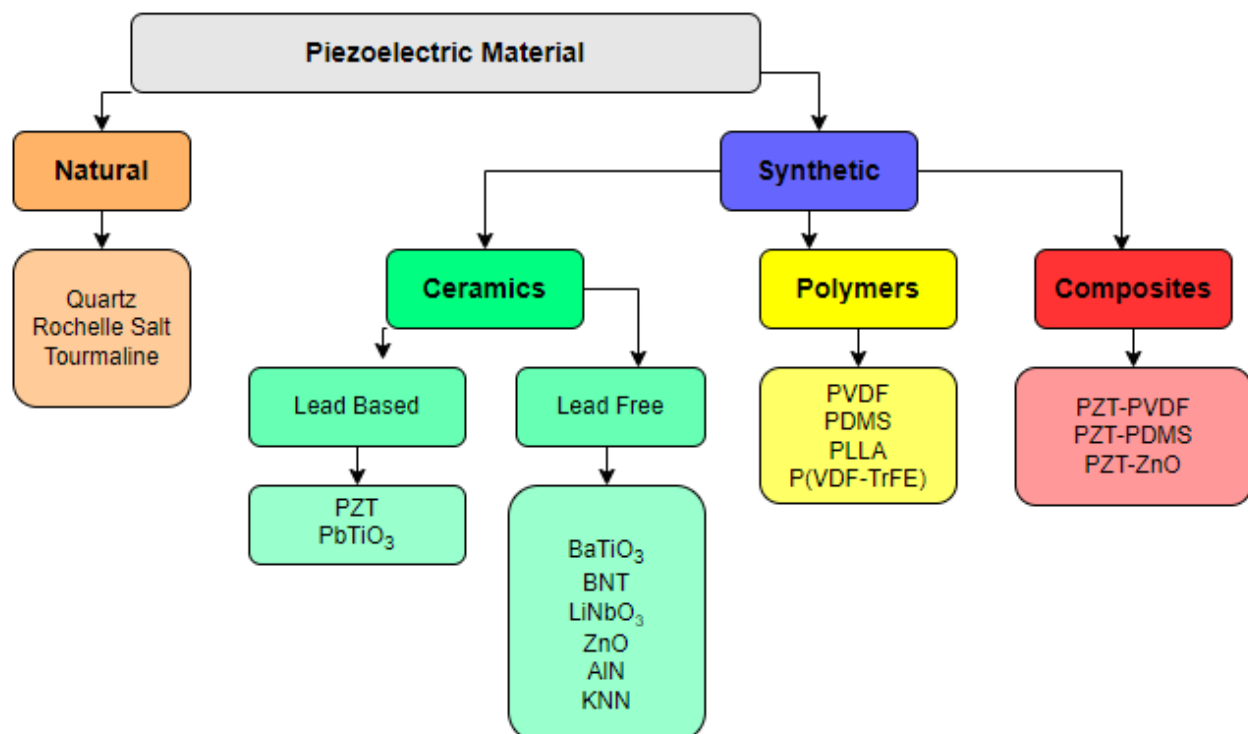 Piezoelectric Material
Natural
Synthetic
Quartz
Rochelle Salt
Tourmaline
Ceramics
Polymers
Composites
Lead Based
Lead Free
PVDF
PDMS
PLLA
P(VDF-TrFE)
PZT-PVDF
PZT-PDMS
PZT-ZnO
PZT
PbTiO₃
BaTiO₃
BNT
LiNbO₃
ZnO
AlN
KNN